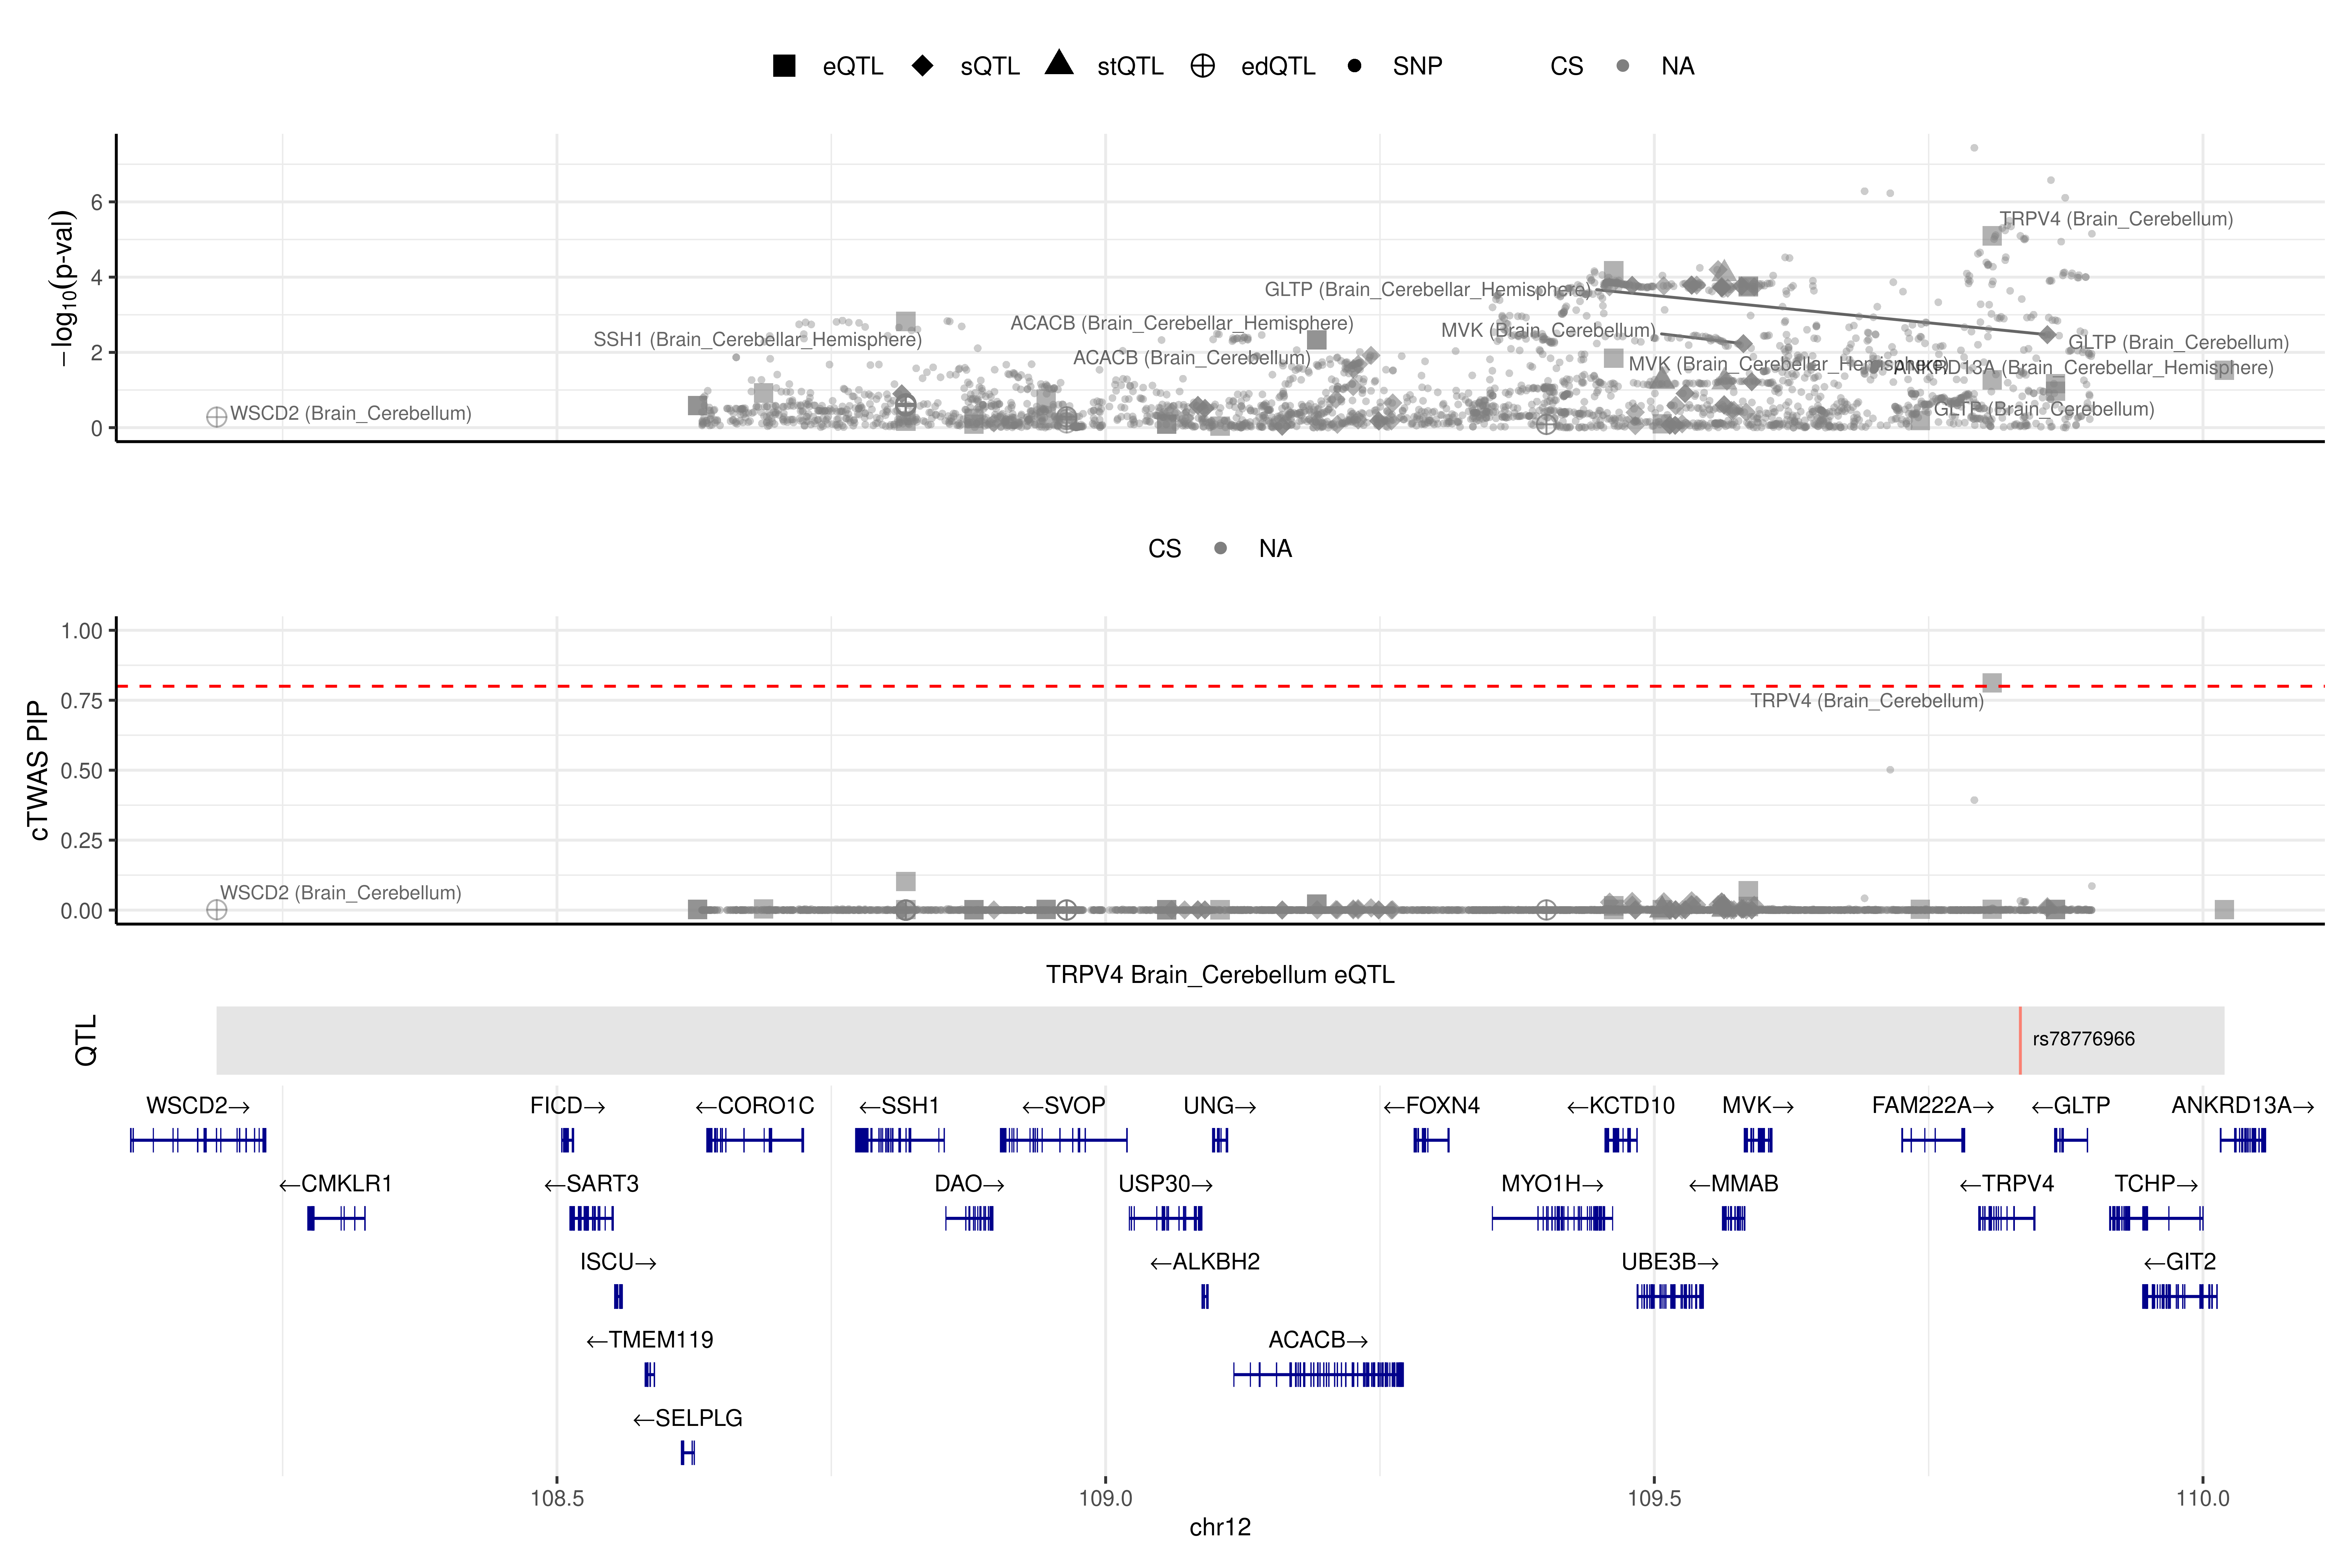 eQTL sQTL stQTL edQTL SNP CS NA
−log10(p-val)
6
4
2
0
TRPV4 (Brain_Cerebellum)
GLTP (Brain_Cerebellar_Hemisphere)
ACACB (Brain_Cerebellar_Hemisphere)
MVK (Brain_Cerebellum)
SSH1 (Brain_Cerebellar_Hemisphere)
GLTP (Brain_Cerebellum)
ACACB (Brain_Cerebellum)
MVK (Brain_Cerebellar_Hemisphere)
ANKRD13A (Brain_Cerebellar_Hemisphere)
WSCD2 (Brain_Cerebellum)
GLTP (Brain_Cerebellum)
CS NA
cTWAS PIP
1.00
0.75
0.50
0.25
0.00
TRPV4 (Brain_Cerebellum)
WSCD2 (Brain_Cerebellum)
TRPV4 Brain_Cerebellum eQTL
QTL
rs78776966
WSCD2→ FICD→ ←CORO1C ←SSH1 ←SVOP UNG→ ←FOXN4 ←KCTD10 MVK→ FAM222A→ ←GLTP ANKRD13A→
←CMKLR1 ←SART3 DAO→ USP30→ MYO1H→ ←MMAB ←TRPV4 TCHP→
ISCU→ ←ALKBH2 UBE3B→ ←GIT2
←TMEM119 ACACB→
←SELPLG
108.5 109.0 109.5 110.0
chr12